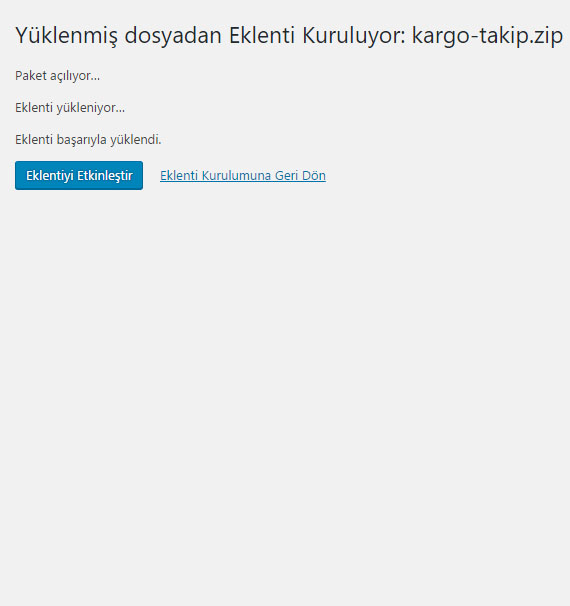 Yüklenmiş dosyadan Eklenti Kuruluyor: kargo-takip.zip
Paket açılıyor…
Eklenti yükleniyor…
Eklenti başarıyla yüklendi.
Eklentiyi Etkinleştir Eklenti Kurulumuna Geri Dön